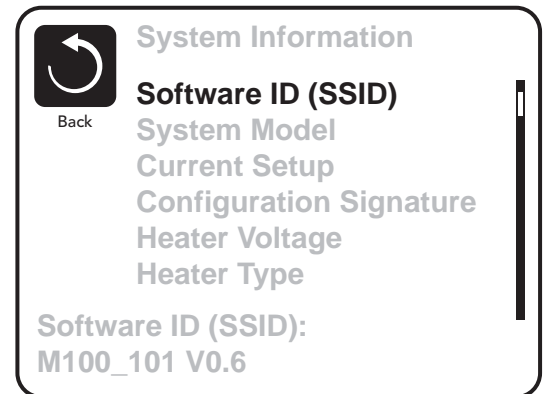 System Information
Back
Software ID (SSID)
System Model
Current Setup
Configuration Signature
Heater Voltage
Heater Type
Software ID (SSID):
M100_101 V0.6